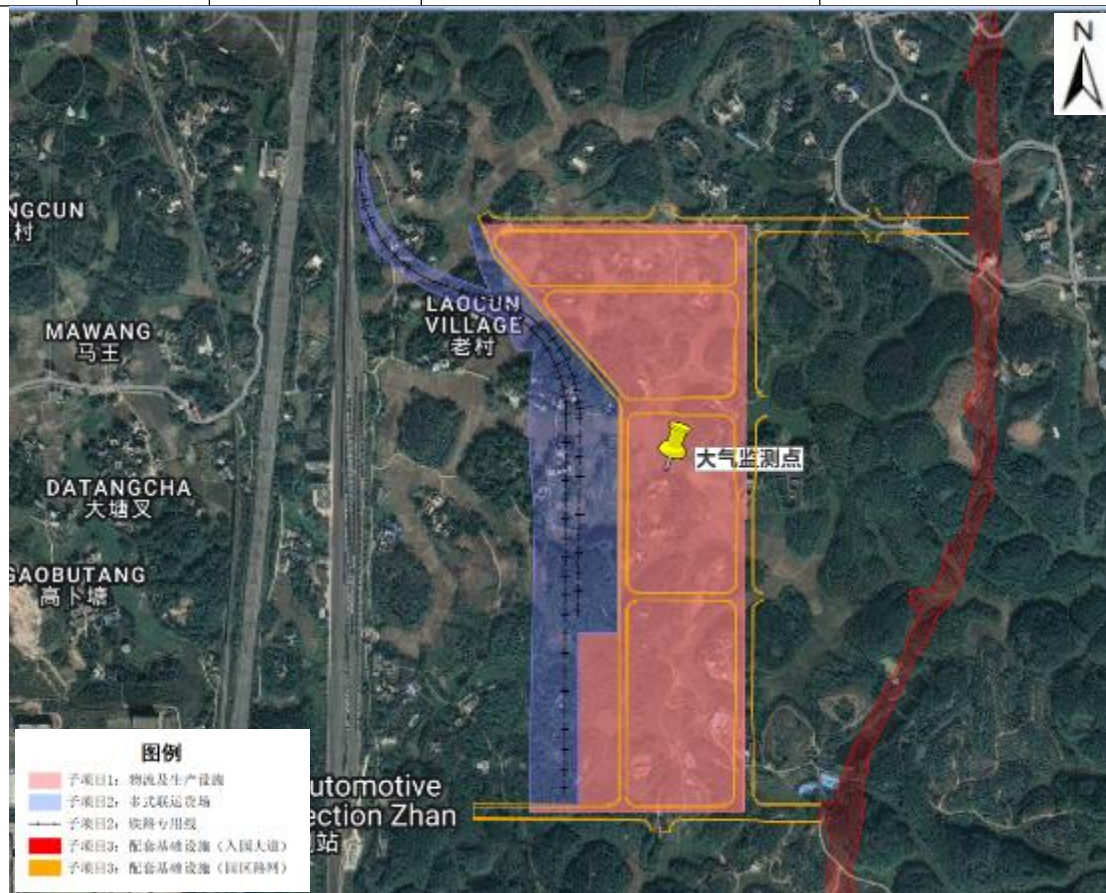 N
NGCUN
村
LAOCUN
VILLAGE
老村
MAWANG
马王
大气监测点
DATANGCHA
大塘叉
GAOBUTANG
高卜塘
utomotive
ection Zhan
站
图例
子项目1：物流及生产设施
子项目2：多式联运货场
子项目2：铁路专用线
子项目3：配套基础设施（入园大道）
子项目3：配套基础设施（园区路网）